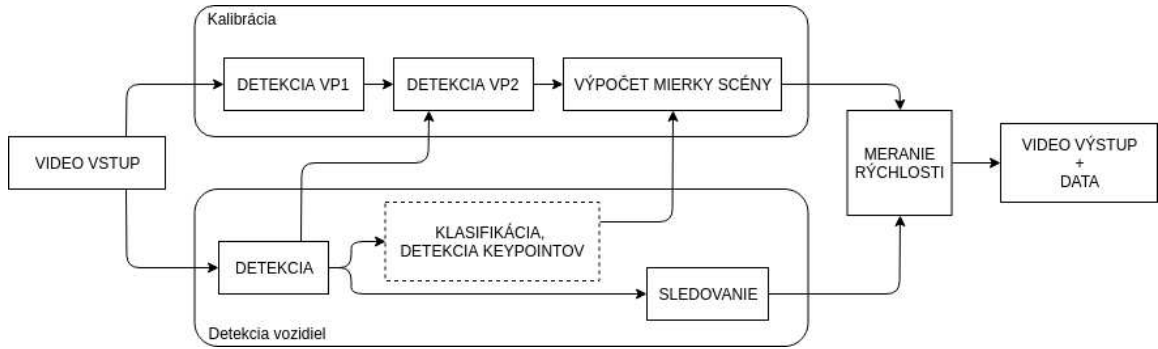 Kalibrácia
DETEKCIA VP1
DETEKCIA VP2
VÝPOČET MIERKY SCÉNY
VIDEO VSTUP
MERANIE
RÝCHLOSTI
VIDEO VÝSTUP
+
DATA
KLASIFIKÁCIA,
DETEKCIA KEYPOINTOV
DETEKCIA
SLEDOVANIE
Detekcia vozidiel